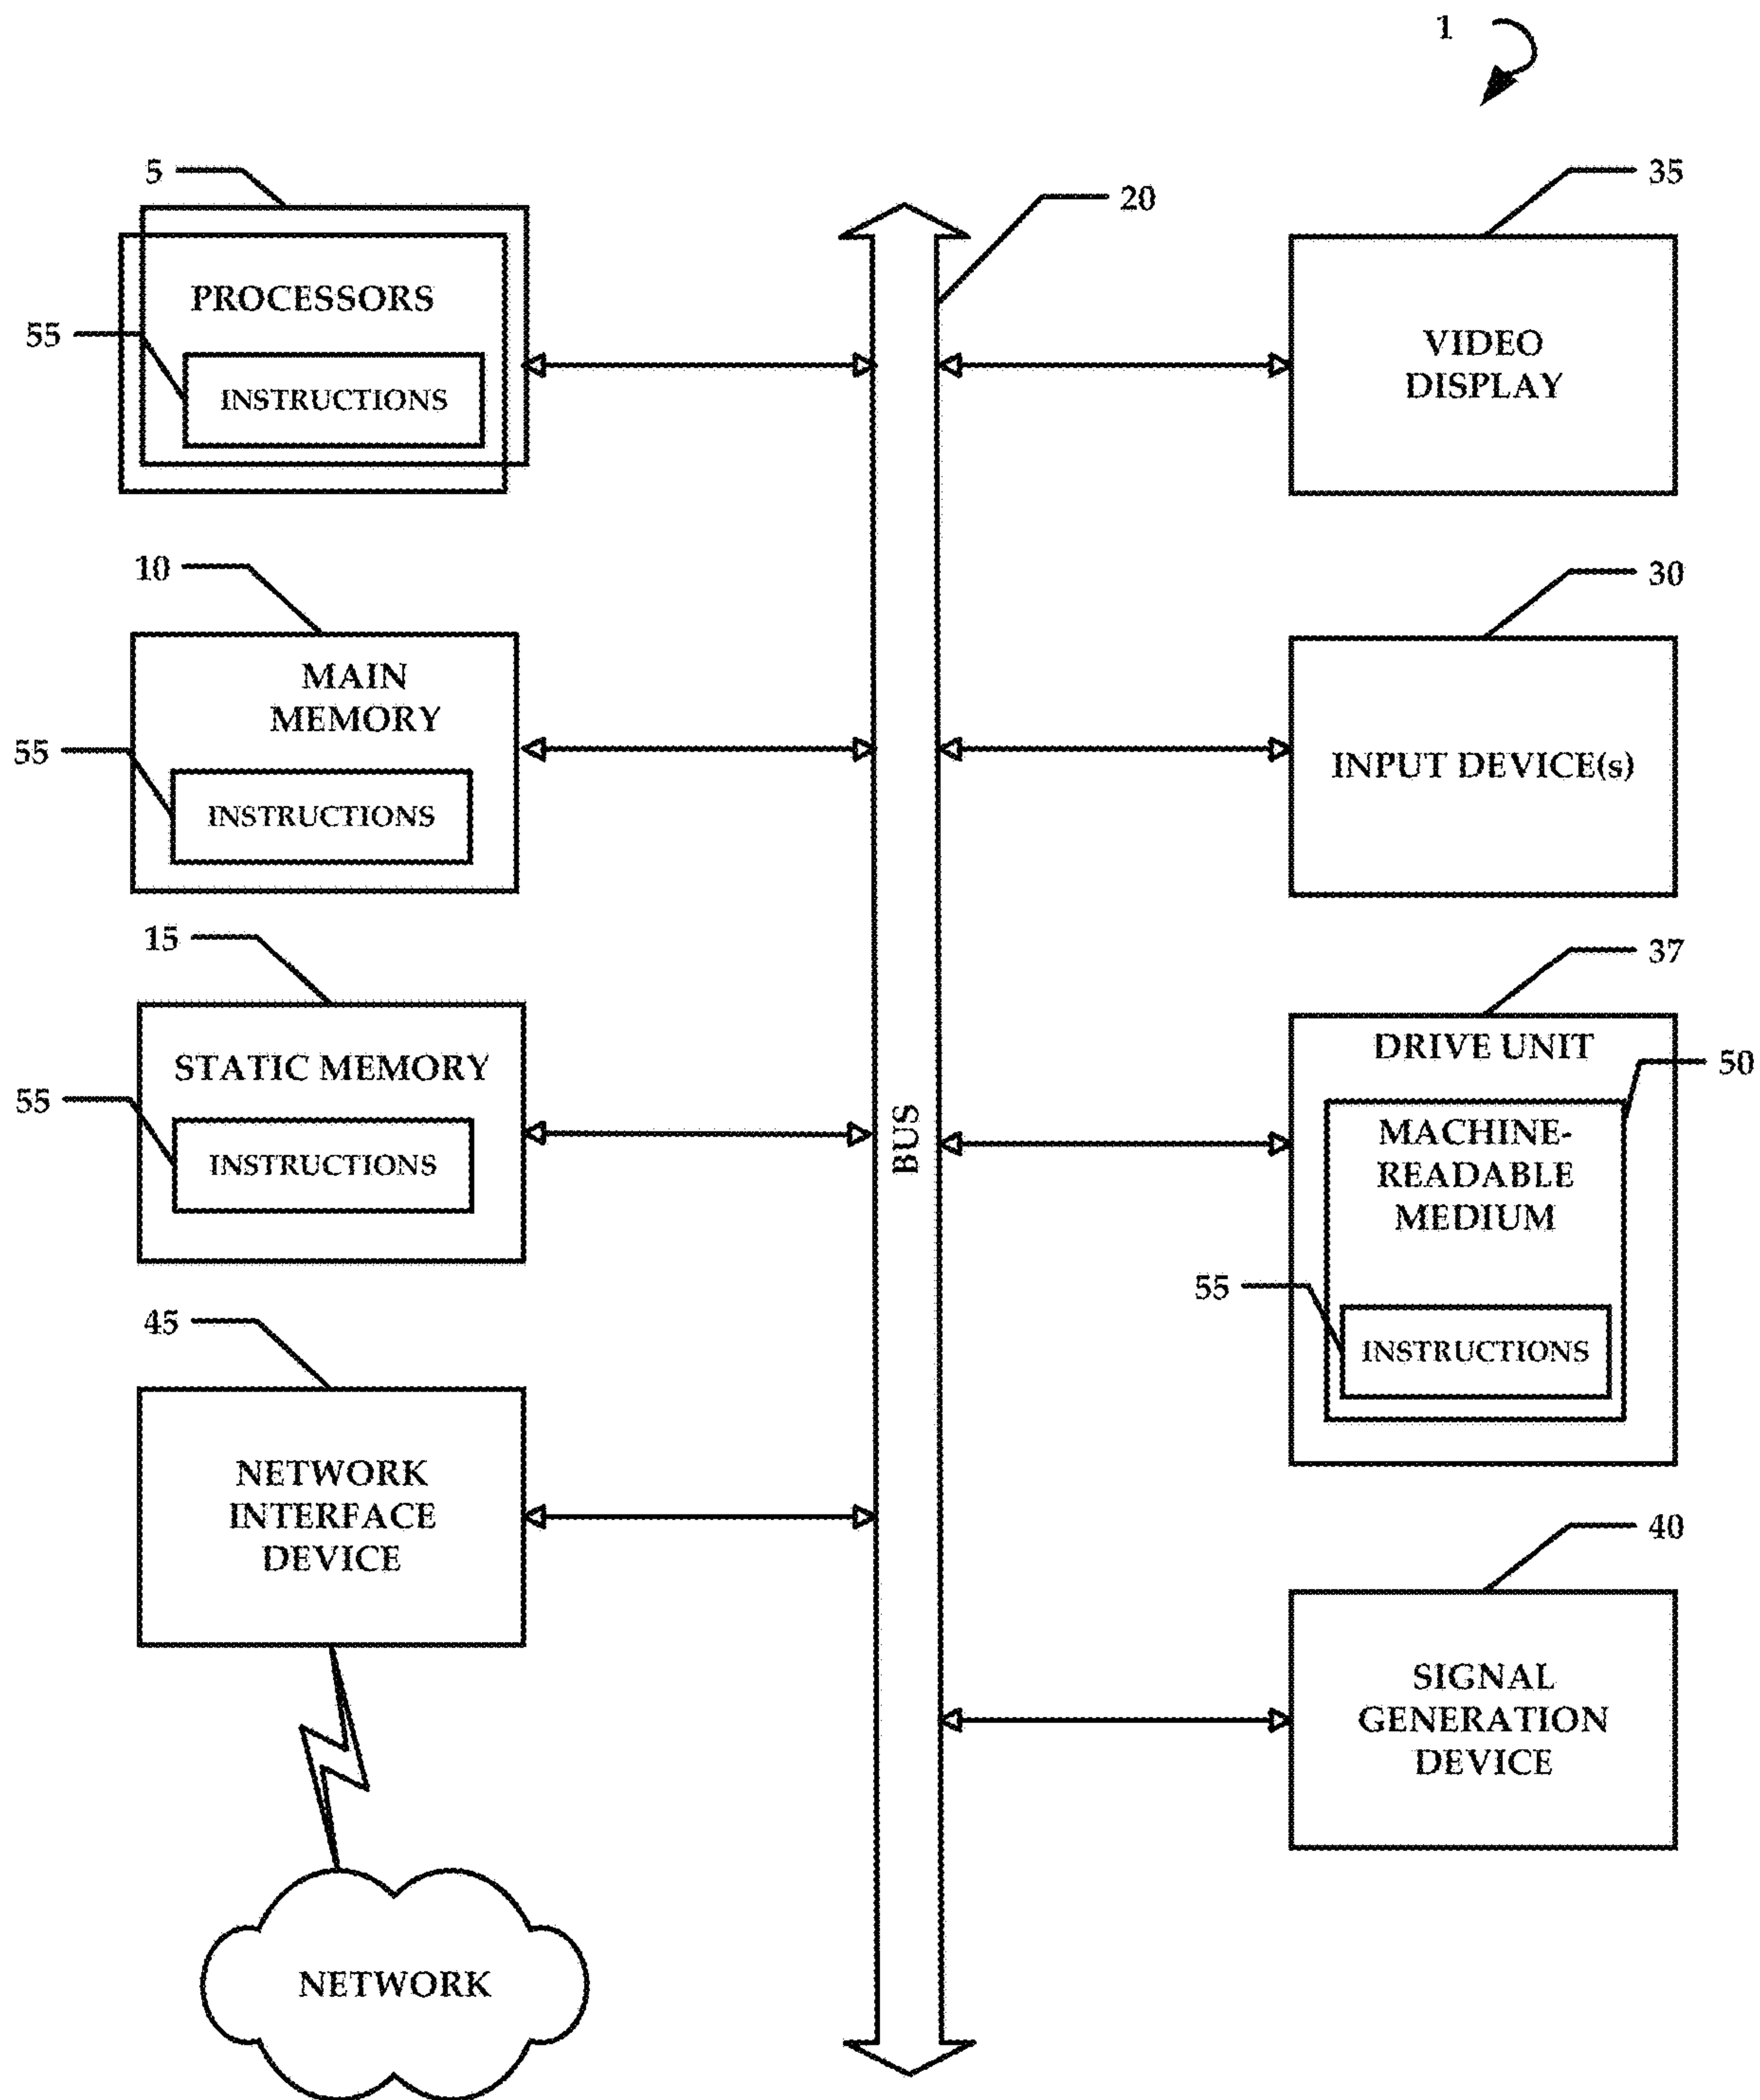 1
5
PROCESSORS
55
INSTRUCTIONS
10
MAIN
MEMORY
55
INSTRUCTIONS
15
STATIC MEMORY
55
INSTRUCTIONS
45
NETWORK
INTERFACE
DEVICE
NETWORK
20
BUS
35
VIDEO
DISPLAY
30
INPUT DEVICE(s)
37
DRIVE UNIT
50
MACHINE-
READABLE
MEDIUM
55
INSTRUCTIONS
40
SIGNAL
GENERATION
DEVICE